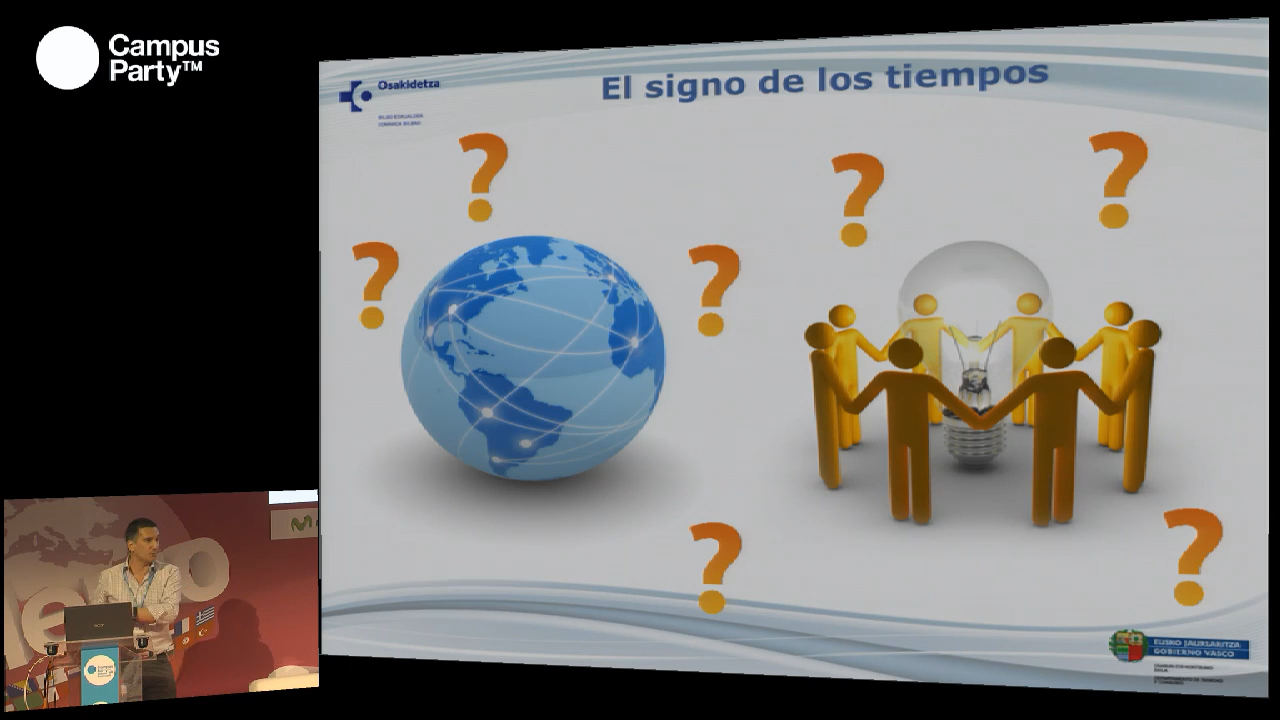 Campus
Party™
El signo de los tiempos
Osakidetza
?
?
?
?
?
?
?
EUSKO JAURLARITZA
GOBIERNO VASCO